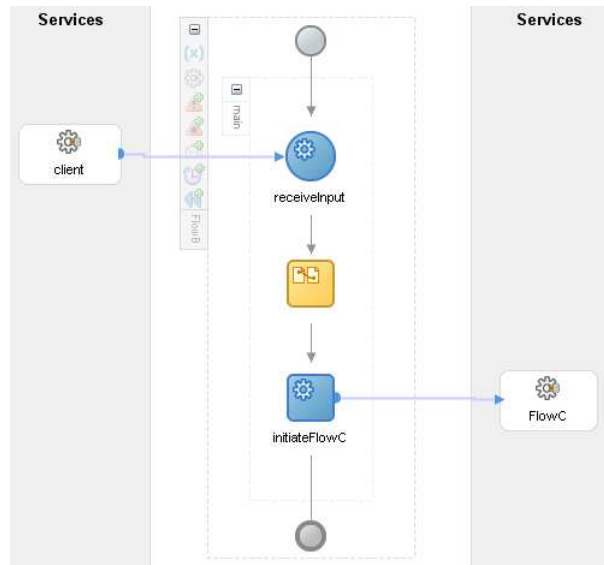 Services
Services
main
client
receiveInput
FlowB
FlowC
initiateFlowC